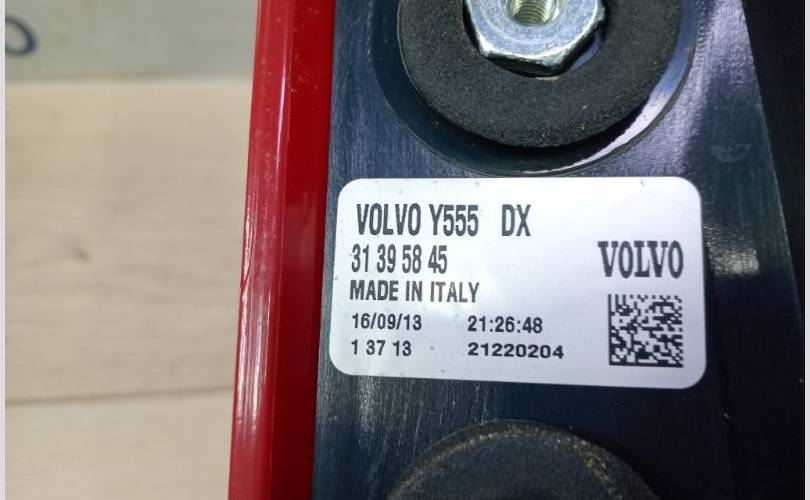 VOLVO Y555 DX
31 39 58 45
VOLVO
MADE IN ITALY
16/09/13 21:26:48
1 37 13 21220204